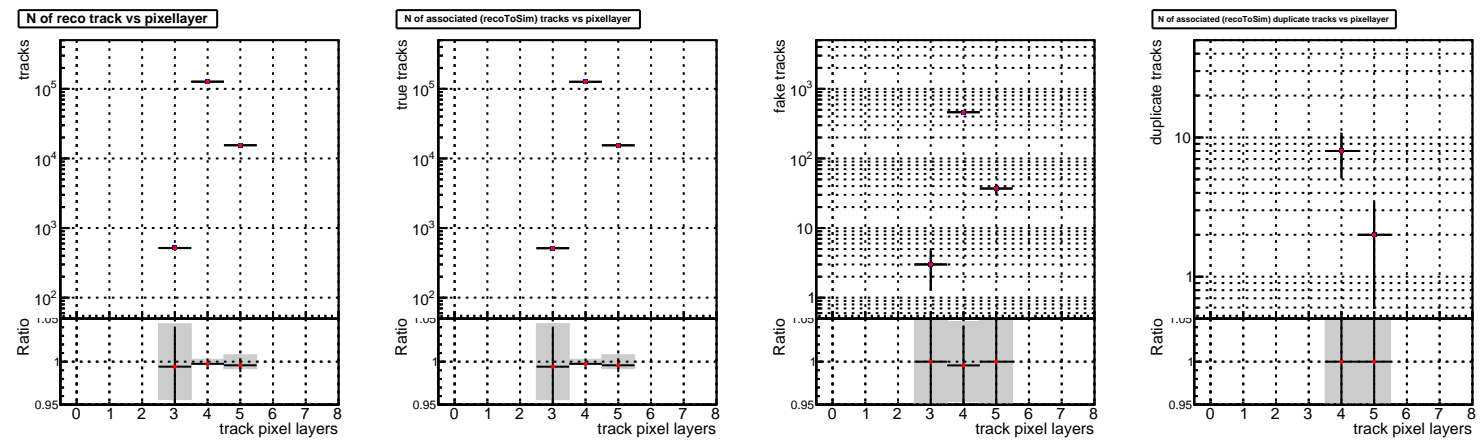 N of reco track vs pixellayer
tracks
10^5
10^4
10^3
10^2
Ratio
1.05
1
0.95
0 1 2 3 4 5 6 7 8
track pixel layers
N of associated (recoToSim) tracks vs pixellayer
true tracks
10^5
10^4
10^3
10^2
Ratio
1.05
1
0.95
0 1 2 3 4 5 6 7 8
track pixel layers
fake tracks
10^3
10^2
10
1
Ratio
1.05
1
0.95
0 1 2 3 4 5 6 7 8
track pixel layers
N of associated (recoToSim) duplicate tracks vs pixellayer
duplicate tracks
10
1
Ratio
1.05
1
0.95
0 1 2 3 4 5 6 7 8
track pixel layers